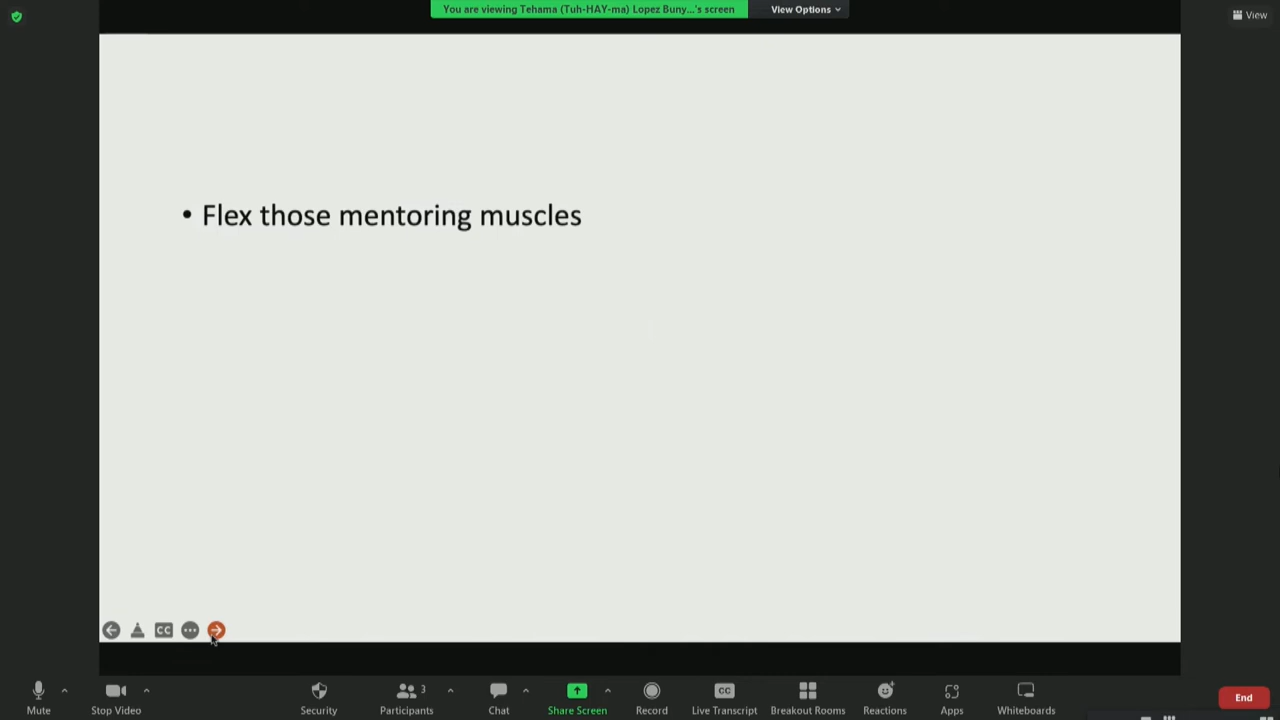 You are viewing Tehama (Tuh-HAY-ma) Lopez Buny...'s screen
View Options
View
• Flex those mentoring muscles
CC
Mute
Stop Video
Security
Participants
3
Chat
Share Screen
Record
CC
Live Transcript
Breakout Rooms
Reactions
Apps
Whiteboards
End